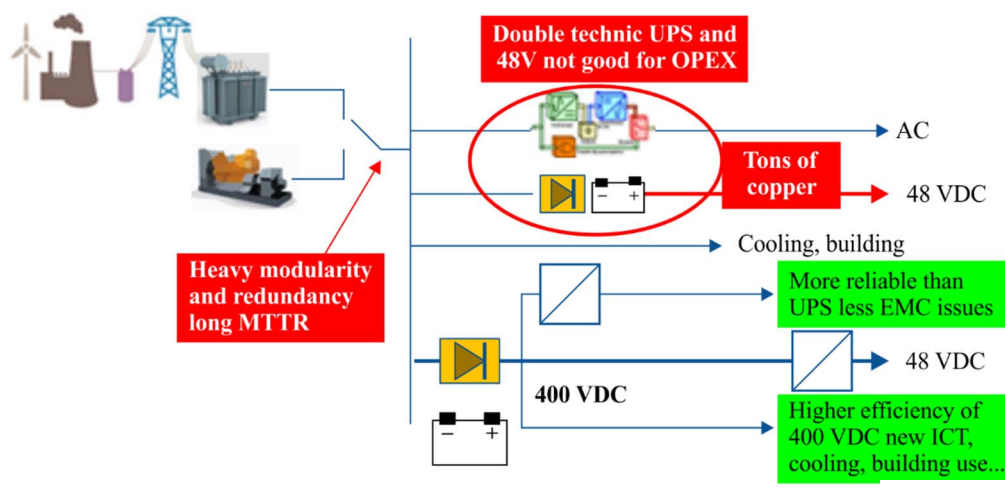 Double technic UPS and
48V not good for OPEX
AC
Tons of
copper
48 VDC
Cooling, building
Heavy modularity
and redundancy
long MTTR
More reliable than
UPS less EMC issues
48 VDC
400 VDC
Higher efficiency of
400 VDC new ICT,
cooling, building use...